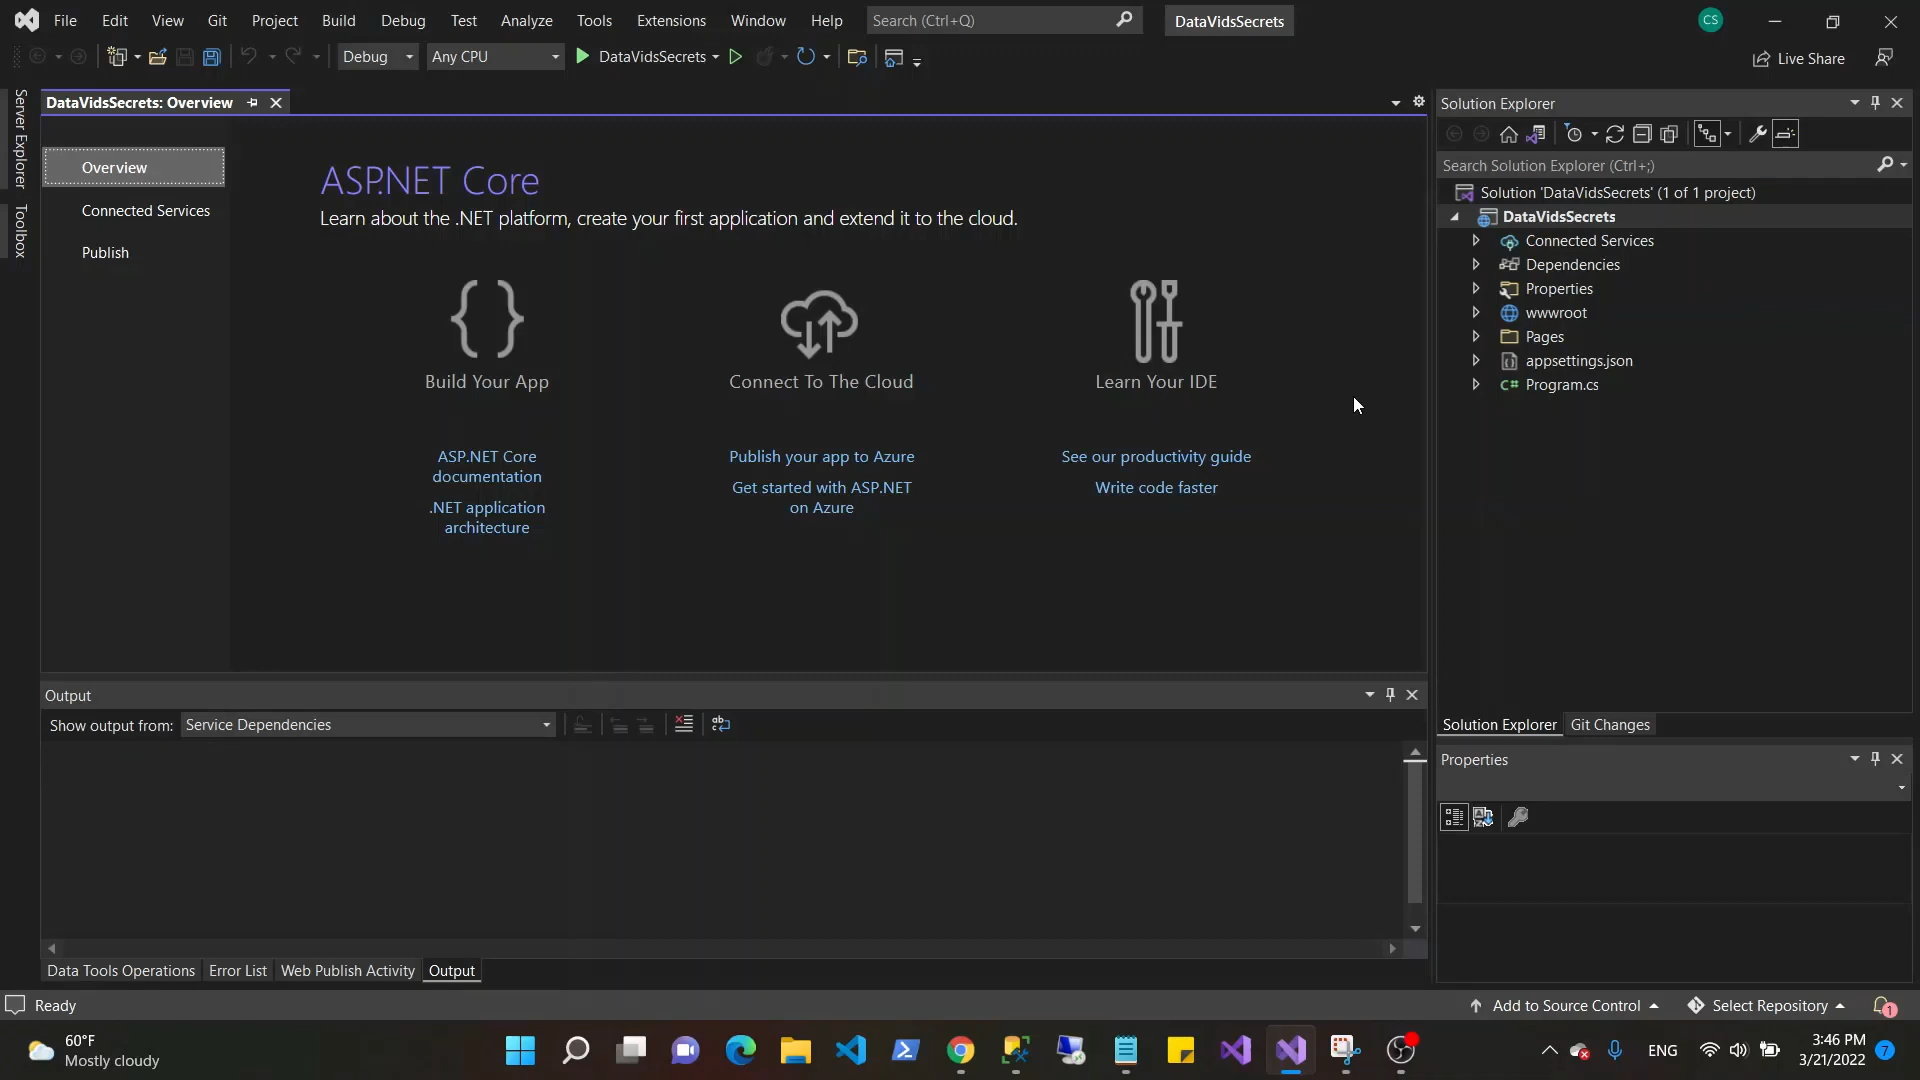 File Edit View Git Project Build Debug Test Analyze Tools Extensions Window Help Search (Ctrl+Q) DataVidsSecrets CS
Debug Any CPU DataVidsSecrets Live Share
Server Explorer
Toolbox
DataVidsSecrets: Overview
Overview
Connected Services
Publish
ASP.NET Core
Learn about the .NET platform, create your first application and extend it to the cloud.
Build Your App
ASP.NET Core
documentation
.NET application
architecture
Connect To The Cloud
Publish your app to Azure
Get started with ASP.NET
on Azure
Learn Your IDE
See our productivity guide
Write code faster
Solution Explorer
Search Solution Explorer (Ctrl+;)
Solution 'DataVidsSecrets' (1 of 1 project)
DataVidsSecrets
Connected Services
Dependencies
Properties
wwwroot
Pages
appsettings.json
C# Program.cs
Solution Explorer Git Changes
Properties
Output
Show output from: Service Dependencies
Data Tools Operations Error List Web Publish Activity Output
Ready Add to Source Control Select Repository 1
60°F
Mostly cloudy
ENG
3:46 PM
3/21/2022
7